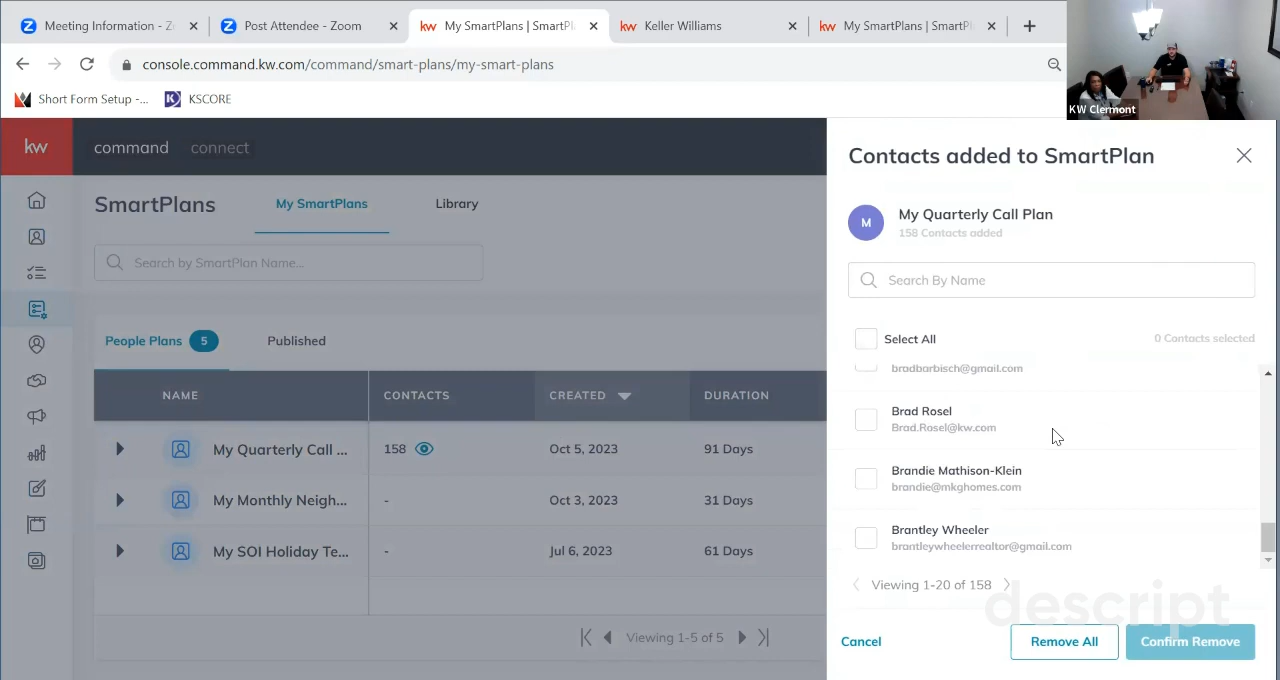 Meeting Information - Z
Post Attendee - Zoom
kw My SmartPlans | SmartPl
kw Keller Williams
kw My SmartPlans | SmartPl
console.command.kw.com/command/smart-plans/my-smart-plans
Short Form Setup -...
KSCORE
KW Clermont
kw command connect
SmartPlans
My SmartPlans
Library
Search by SmartPlan Name...
People Plans 5
Published
NAME CONTACTS CREATED DURATION
My Quarterly Call ... 158 Oct 5, 2023 91 Days
My Monthly Neigh... - Oct 3, 2023 31 Days
My SOI Holiday Te... - Jul 6, 2023 61 Days
Viewing 1-5 of 5
Contacts added to SmartPlan
M
My Quarterly Call Plan
158 Contacts added
Search By Name
Select All
0 Contacts selected
bradbarbisch@gmail.com
Brad Rosel
Brad.Rosel@kw.com
Brandie Mathison-Klein
brandie@mkghomes.com
Brantley Wheeler
brantleywheelerrealtor@gmail.com
Viewing 1-20 of 158
descript
Cancel
Remove All
Confirm Remove